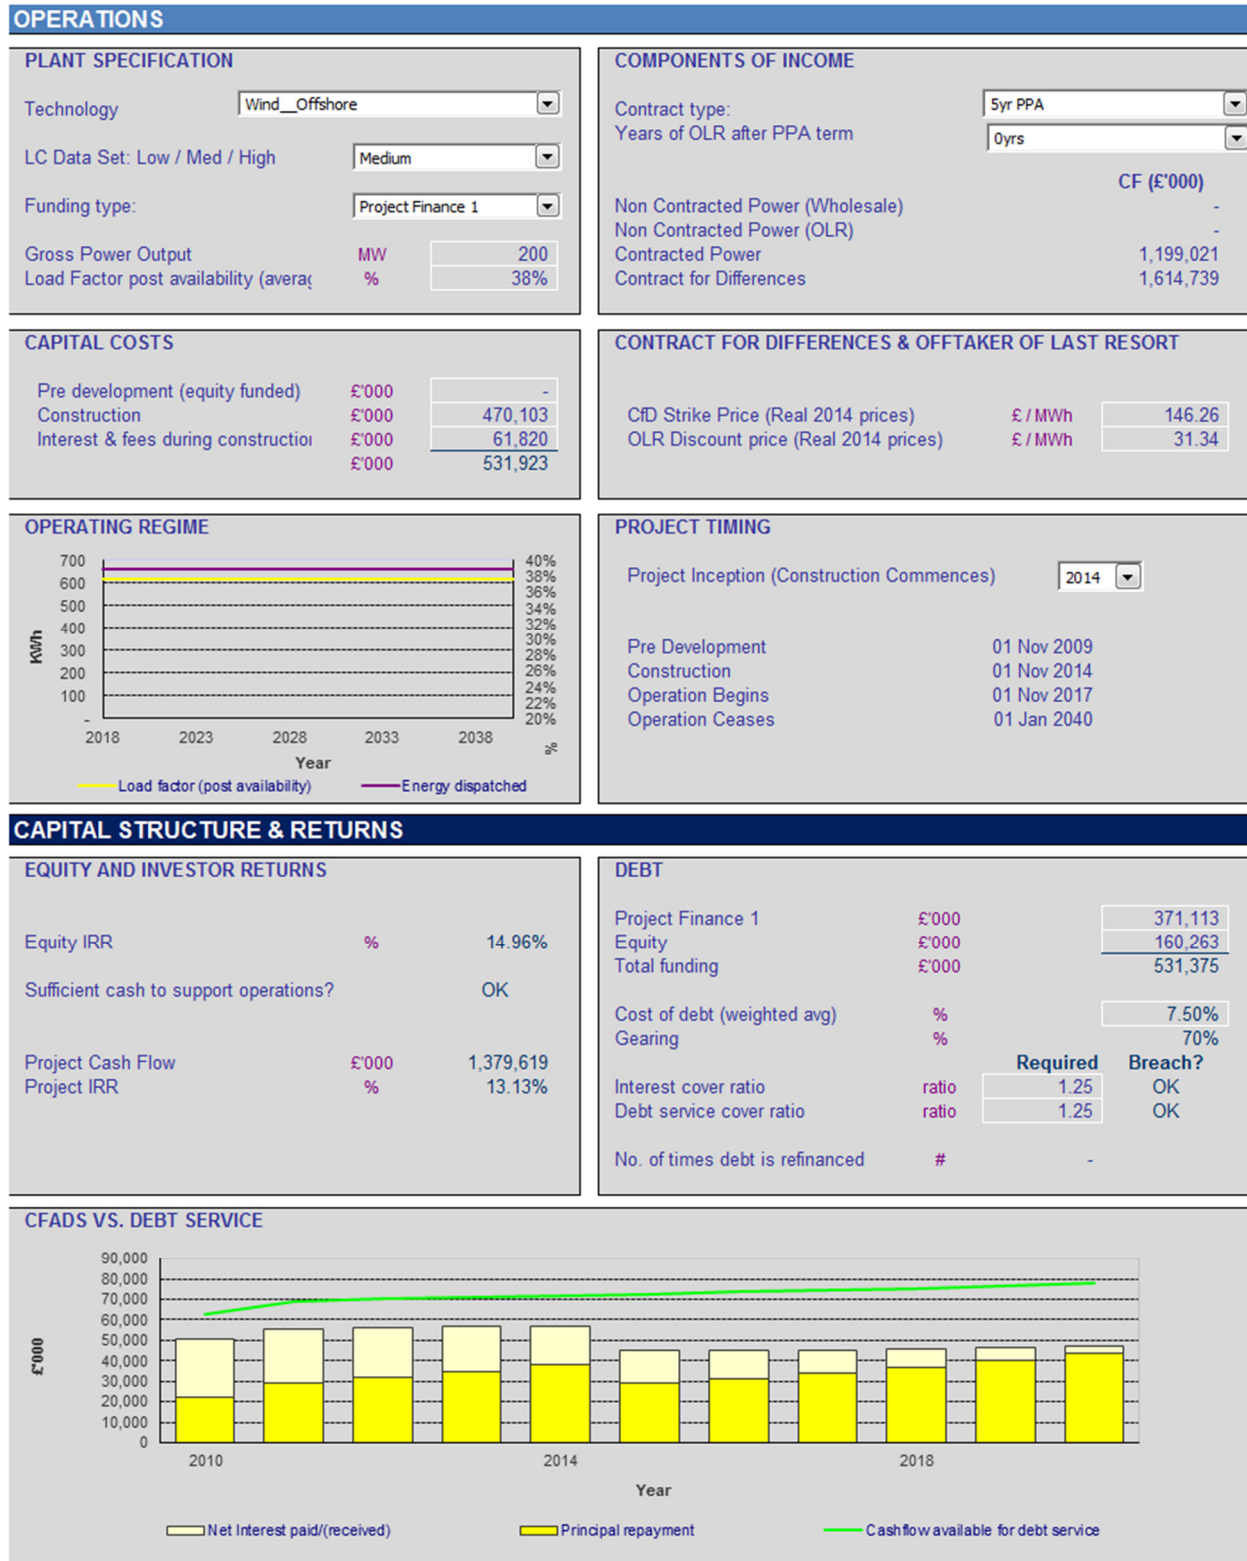 OPERATIONS
PLANT SPECIFICATION
Technology Wind__Offshore
LC Data Set: Low / Med / High Medium
Funding type: Project Finance 1
Gross Power Output MW 200
Load Factor post availability (averag % 38%
COMPONENTS OF INCOME
Contract type: 5yr PPA
Years of OLR after PPA term 0yrs
CF (£'000)
Non Contracted Power (Wholesale) -
Non Contracted Power (OLR) -
Contracted Power 1,199,021
Contract for Differences 1,614,739
CAPITAL COSTS
Pre development (equity funded) £'000 -
Construction £'000 470,103
Interest & fees during construction £'000 61,820
£'000 531,923
CONTRACT FOR DIFFERENCES & OFFTAKER OF LAST RESORT
CfD Strike Price (Real 2014 prices) £ / MWh 146.26
OLR Discount price (Real 2014 prices) £ / MWh 31.34
OPERATING REGIME
700 40%
600 38%
36%
500 34%
400 32%
30%
300 28%
200 26%
24%
100 22%
- 20%
KWh
%
2018 2023 2028 2033 2038
Year
Load factor (post availability) Energy dispatched
PROJECT TIMING
Project Inception (Construction Commences) 2014
Pre Development 01 Nov 2009
Construction 01 Nov 2014
Operation Begins 01 Nov 2017
Operation Ceases 01 Jan 2040
CAPITAL STRUCTURE & RETURNS
EQUITY AND INVESTOR RETURNS
Equity IRR % 14.96%
Sufficient cash to support operations? OK
Project Cash Flow £'000 1,379,619
Project IRR % 13.13%
DEBT
Project Finance 1 £'000 371,113
Equity £'000 160,263
Total funding £'000 531,375
Cost of debt (weighted avg) % 7.50%
Gearing % 70%
Required Breach?
Interest cover ratio ratio 1.25 OK
Debt service cover ratio ratio 1.25 OK
No. of times debt is refinanced # -
CFADS VS. DEBT SERVICE
90,000
80,000
70,000
60,000
50,000
40,000
30,000
20,000
10,000
0
£'000
2010 2014 2018
Year
Net Interest paid/(received) Principal repayment Cashflow available for debt service